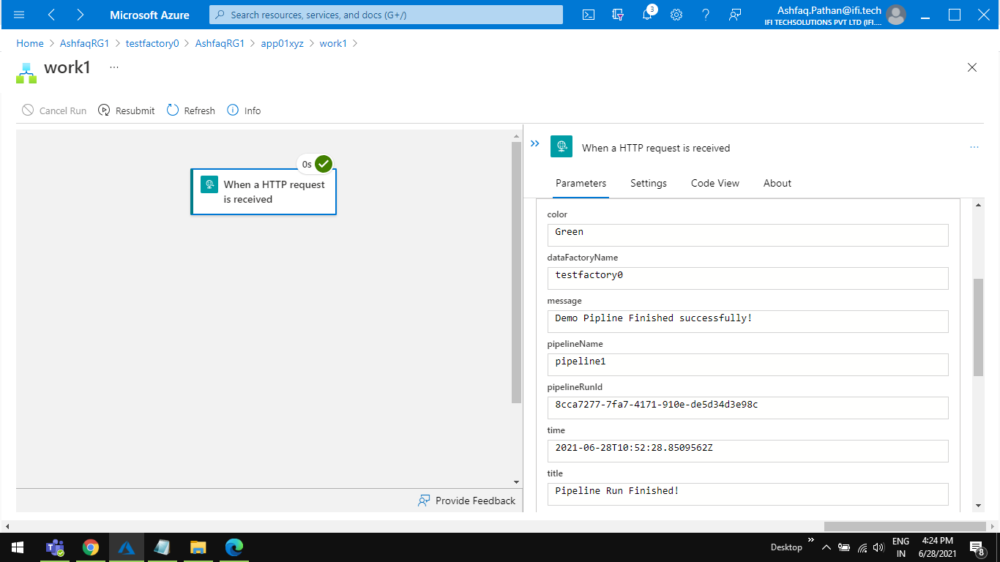 Microsoft Azure
Search resources, services, and docs (G+/)
3
Ashfaq.Pathan@ifi.tech
IFI TECHSOLUTIONS PVT LTD (IFI....
Home > AshfaqRG1 > testfactory0 > AshfaqRG1 > app01xyz > work1 >
work1 ...
Cancel Run Resubmit Refresh Info
0s
When a HTTP request
is received
Provide Feedback
When a HTTP request is received
...
Parameters Settings Code View About
color
Green
dataFactoryName
testfactory0
message
Demo Pipline Finished successfully!
pipelineName
pipeline1
pipelineRunId
8cca7277-7fa7-4171-910e-de5d34d3e98c
time
2021-06-28T10:52:28.8509562Z
title
Pipeline Run Finished!
Desktop
ENG
IN
4:24 PM
6/28/2021
8